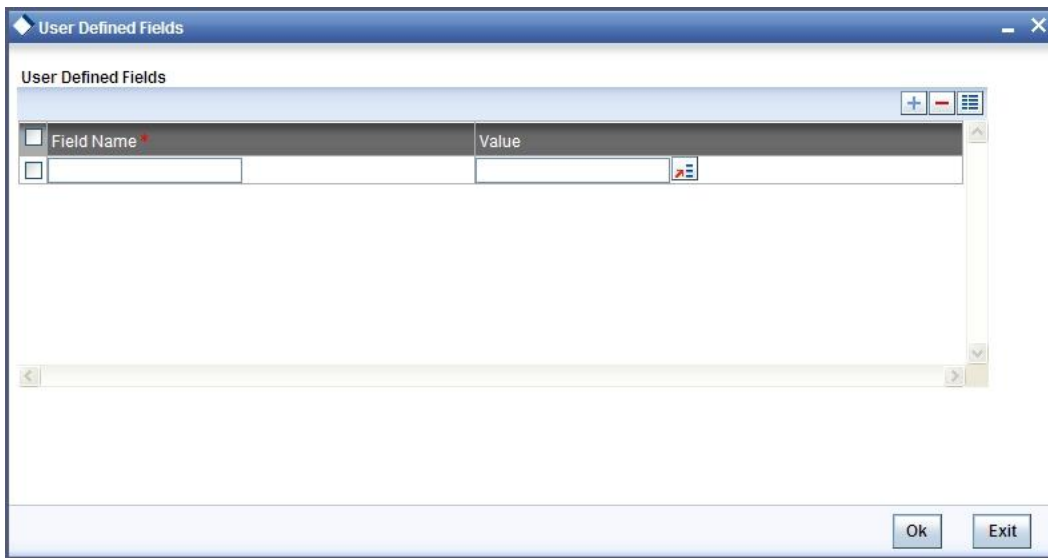 User Defined Fields
User Defined Fields
Field Name * Value
Ok Exit